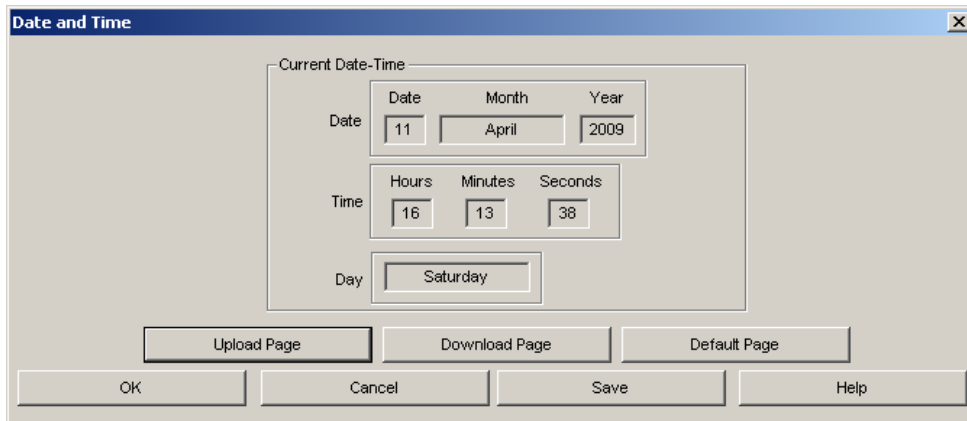 Date and Time
Current Date-Time
Date Month Year
Date 11 April 2009
Hours Minutes Seconds
Time 16 13 38
Day Saturday
Upload Page Download Page Default Page
OK Cancel Save Help